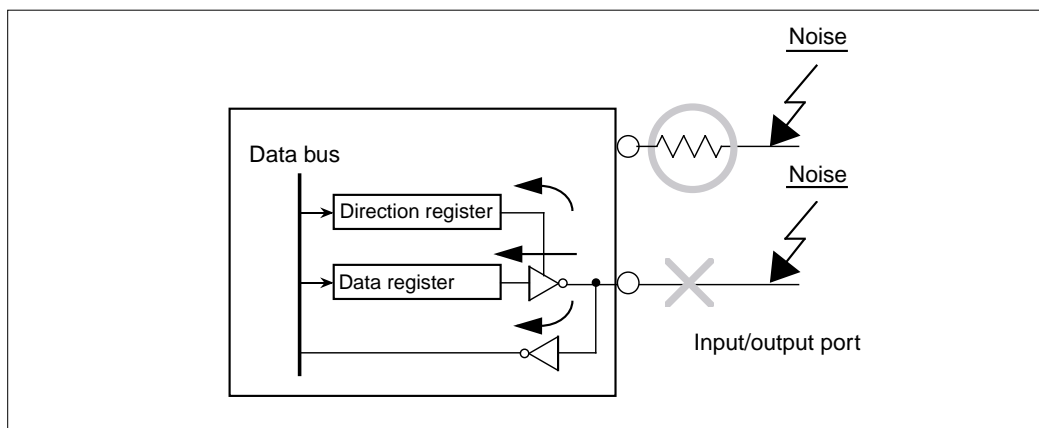 Noise
Data bus
Noise
Direction register
Data register
Input/output port